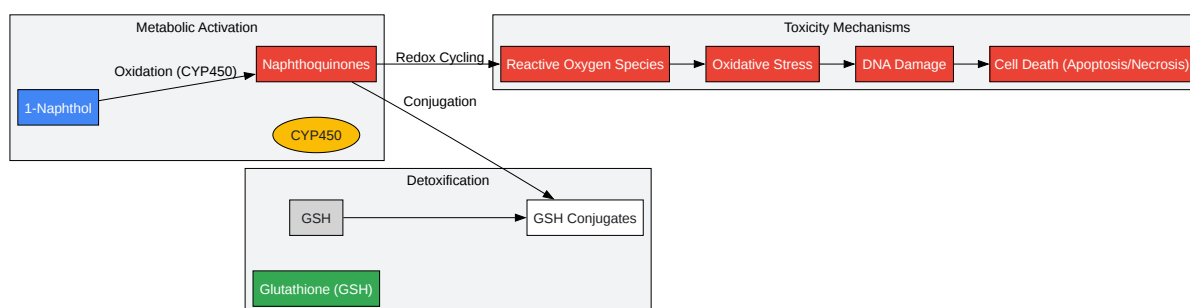 Metabolic Activation
Toxicity Mechanisms
Oxidation (CYP450)
Naphthoquinones
Redox Cycling
Reactive Oxygen Species
Oxidative Stress
DNA Damage
Cell Death (Apoptosis/Necrosis)
1-Naphthol
Conjugation
CYP450
Detoxification
GSH
GSH Conjugates
Glutathione (GSH)